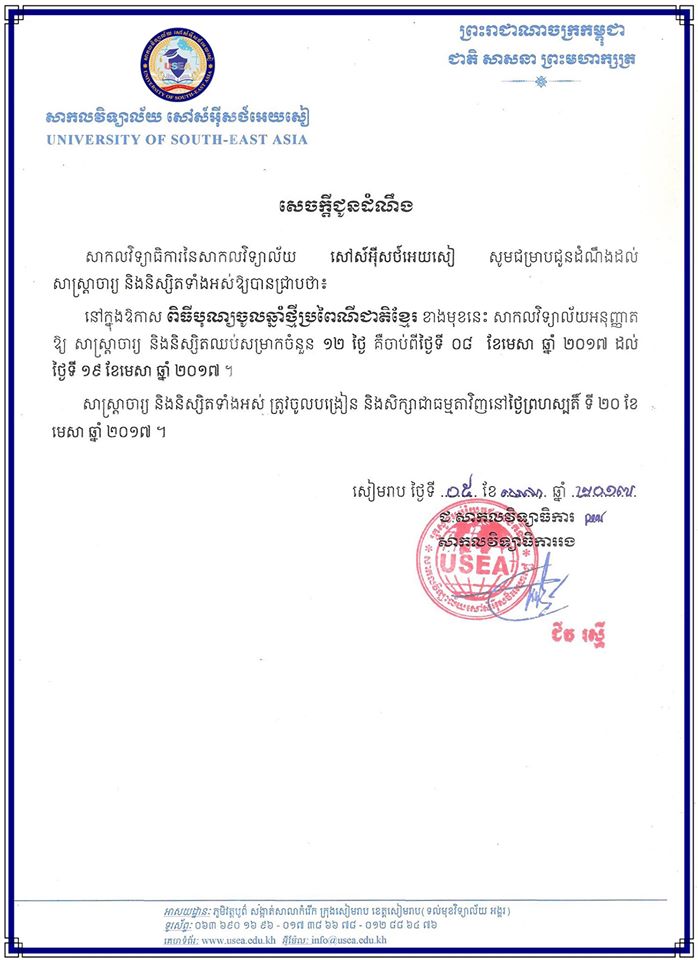 ព្រះរាជាណាចក្រកម្ពុជា
ជាតិ សាសនា ព្រះមហាក្សត្រ
USEA
UNIVERSITY OF SOUTH-EAST ASIA
សាកលវិទ្យាល័យ សៅស៍អ៊ីសថ៍អេយសៀ
UNIVERSITY OF SOUTH-EAST ASIA
សេចក្តីជូនដំណឹង
សាកលវិទ្យាធិការនៃសាកលវិទ្យាល័យ សៅស៍អ៊ីសថ៍អេយសៀ សូមជម្រាបជូនដំណឹងដល់
សាស្ត្រាចារ្យ និងនិស្សិតទាំងអស់ឱ្យបានជ្រាបថា៖
នៅក្នុងឱកាស ពិធីបុណ្យចូលឆ្នាំថ្មីប្រពៃណីជាតិខ្មែរ ខាងមុខនេះ សាកលវិទ្យាល័យអនុញ្ញាត
ឱ្យ សាស្ត្រាចារ្យ និងនិស្សិតឈប់សម្រាកចំនួន ១២ ថ្ងៃ គឺចាប់ពីថ្ងៃទី ០៨ ខែមេសា ឆ្នាំ ២០១៧ ដល់
ថ្ងៃទី ១៩ ខែមេសា ឆ្នាំ ២០១៧ ។
សាស្ត្រាចារ្យ និងនិស្សិតទាំងអស់ ត្រូវចូលបង្រៀន និងសិក្សាជាធម្មតាវិញនៅថ្ងៃព្រហស្បតិ៍ ទី ២០ ខែ
មេសា ឆ្នាំ ២០១៧ ។
សៀមរាប ថ្ងៃទី .០៥. ខែ មេសា. ឆ្នាំ .២០១៧.
ជ.សាកលវិទ្យាធិការ
សាកលវិទ្យាធិការរង
USEA
ជីវ រស្មី
អាសយដ្ឋាន: ភូមិវត្តបូព៌ សង្កាត់សាលាកំរើក ក្រុងសៀមរាប ខេត្តសៀមរាប(ទល់មុខវិទ្យាល័យ អង្គរ)
ទូរស័ព្ទ: ០៦៣ ៦៩០ ១៦ ៩៦ - ០១៧ ៣៨ ៦៦ ៧៨ - ០១២ ៨៨ ៦៤ ៧៦
គេហទំព័រ: www.usea.edu.kh អ៊ីម៉ែល: info@usea.edu.kh